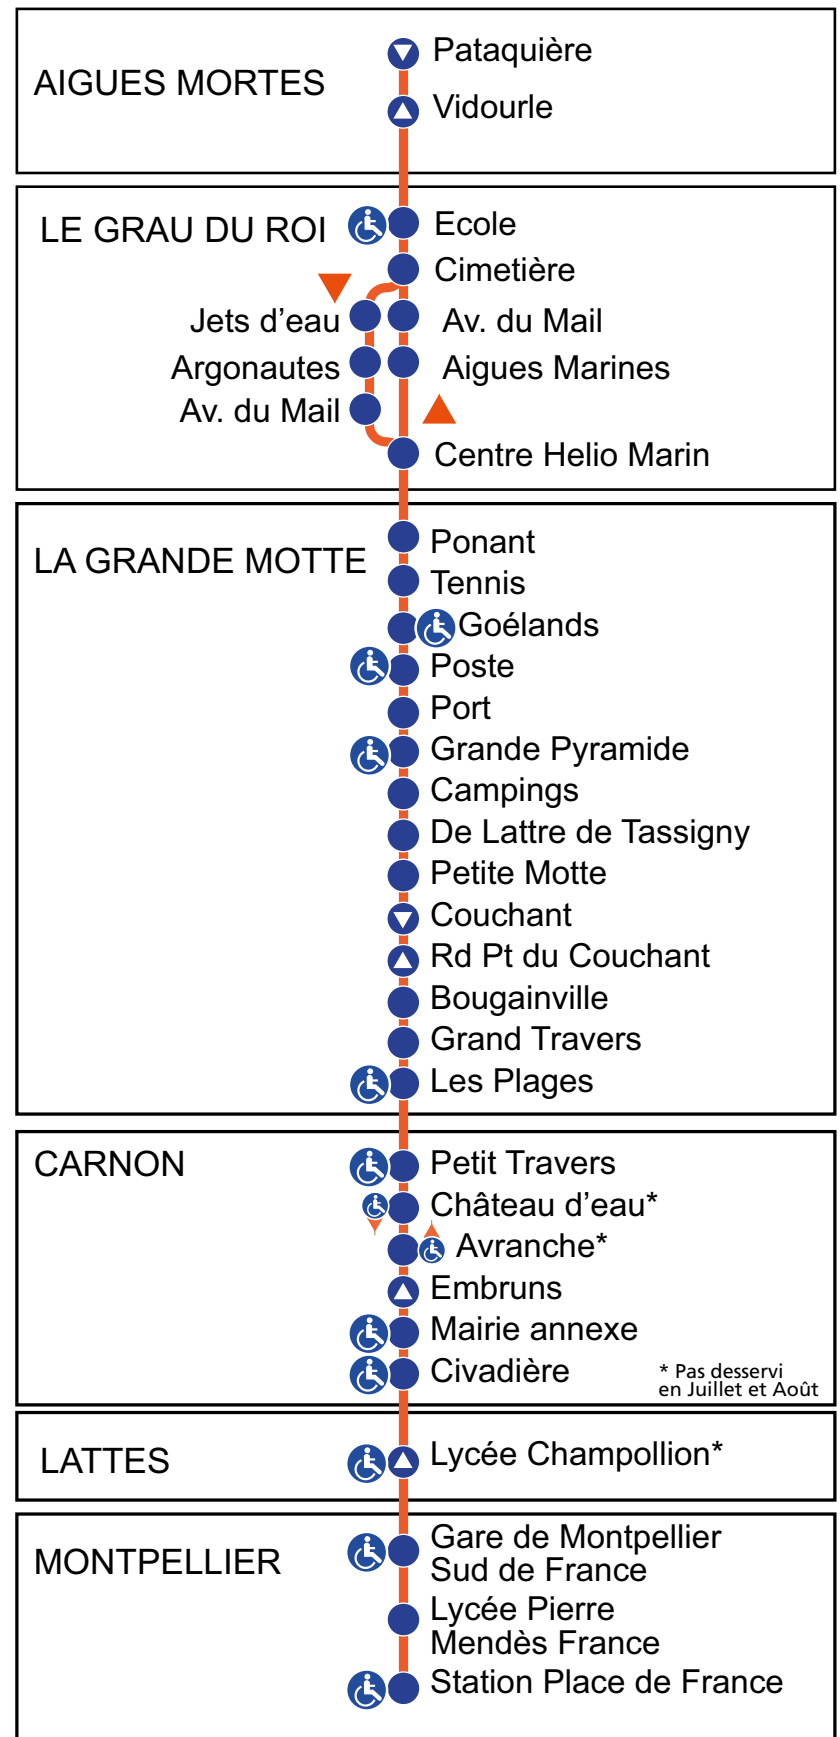 AIGUES MORTES
Pataquière
Vidourle
LE GRAU DU ROI
Ecole
Cimetière
Jets d'eau
Av. du Mail
Argonautes
Aigues Marines
Av. du Mail
Centre Helio Marin
LA GRANDE MOTTE
Ponant
Tennis
Goélands
Poste
Port
Grande Pyramide
Campings
De Lattre de Tassigny
Petite Motte
Couchant
Rd Pt du Couchant
Bougainville
Grand Travers
Les Plages
CARNON
Petit Travers
Château d'eau*
Avranche*
Embruns
Mairie annexe
Civadière
* Pas desservi
en Juillet et Août
LATTES
Lycée Champollion*
MONTPELLIER
Gare de Montpellier
Sud de France
Lycée Pierre
Mendès France
Station Place de France